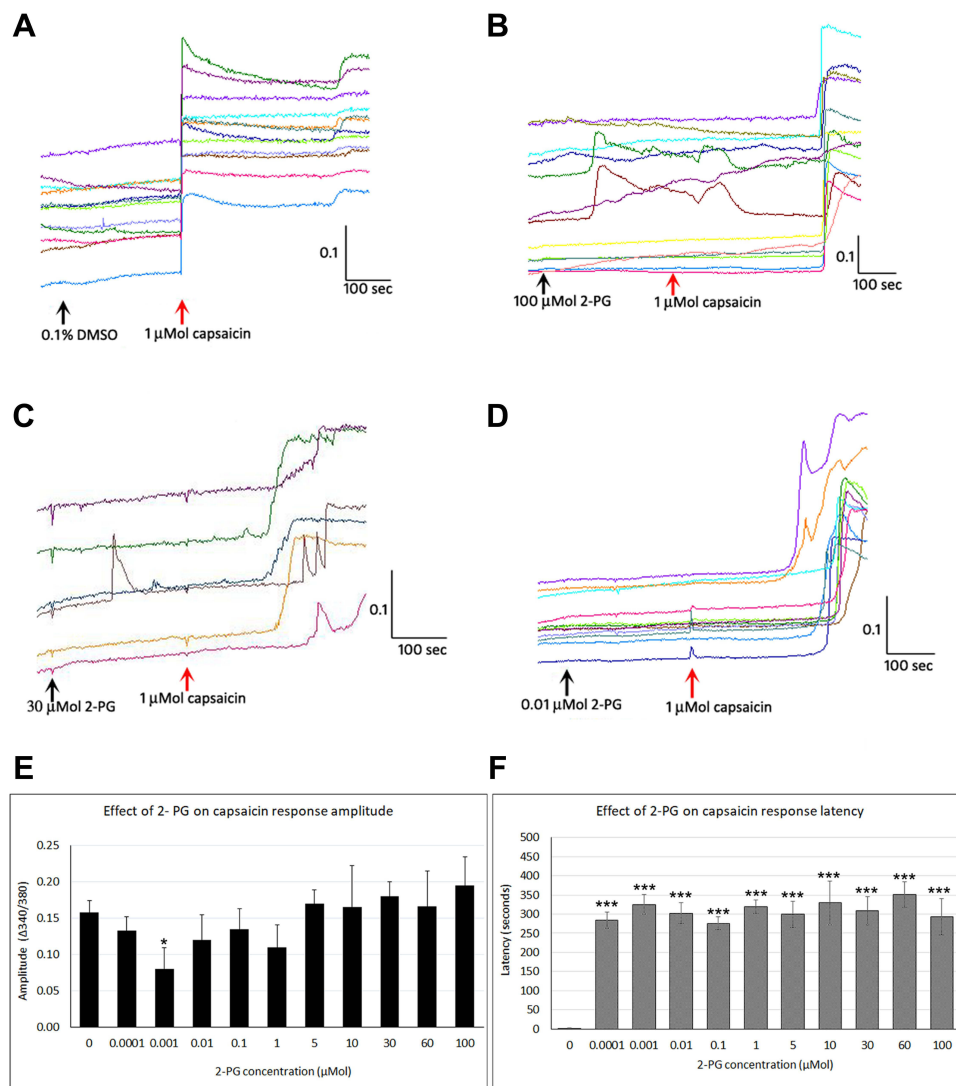 A
0.1
100 sec
0.1% DMSO
1 µMol capsaicin
B
0.1
100 sec
100 µMol 2-PG
1 µMol capsaicin
C
0.1
100 sec
30 µMol 2-PG
1 µMol capsaicin
D
0.1
100 sec
0.01 µMol 2-PG
1 µMol capsaicin
E
Effect of 2- PG on capsaicin response amplitude
Amplitude (Δ340/380)
0.25
0.20
0.15
0.10
0.05
0.00
*
0 0.0001 0.001 0.01 0.1 1 5 10 30 60 100
2-PG concentration (µMol)
F
Effect of 2-PG on capsaicin response latency
Latency (seconds)
500
450
400
350
300
250
200
150
100
50
0
*** *** *** *** *** *** *** *** *** ***
0 0.0001 0.001 0.01 0.1 1 5 10 30 60 100
2-PG concentration (µMol)